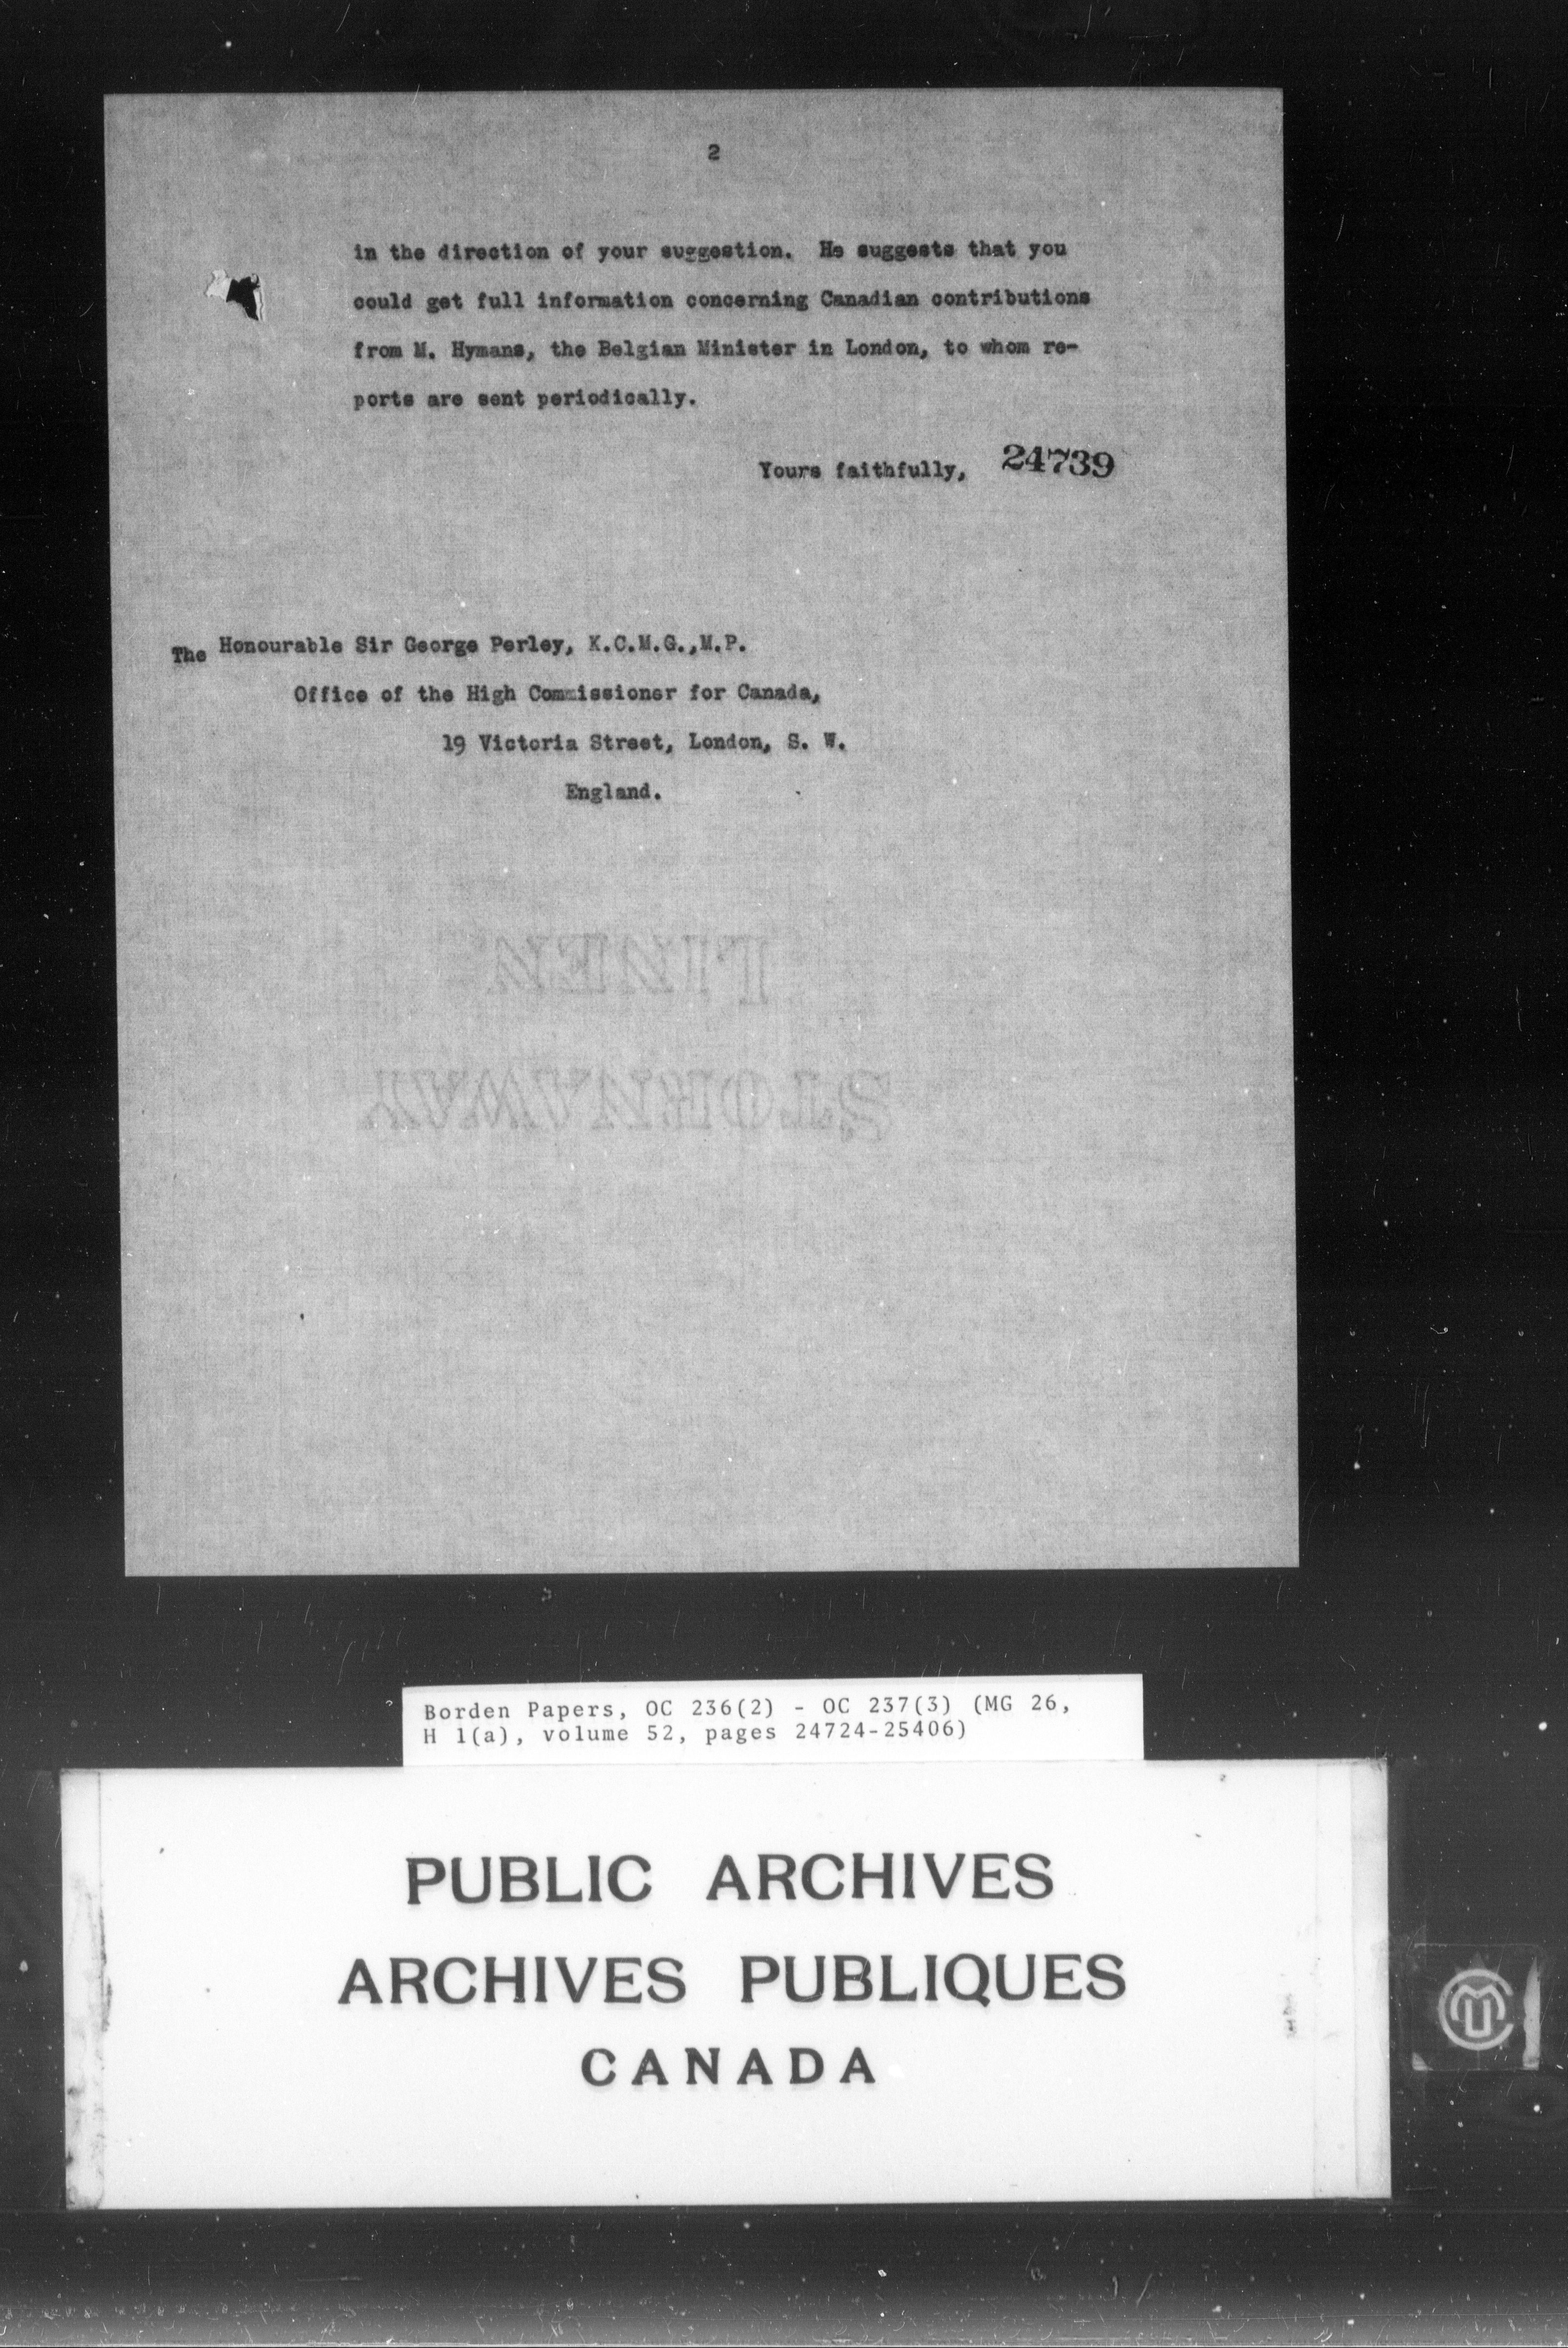 2
in the direction of your suggestion. He suggests that you
could get full information concerning Canadian contributions
from M. Hymans, the Belgian Minister in London, to whom re-
ports are sent periodically.
Yours faithfully, 24739
The Honourable Sir George Perley, K.C.M.G.,M.P.
Office of the High Commissioner for Canada,
19 Victoria Street, London, S. W.
England.
LINEN
Borden Papers, OC 236(2) - OC 237(3) (MG 26,
H 1(a), volume 52, pages 24724-25406)
PUBLIC ARCHIVES
ARCHIVES PUBLIQUES
CANADA